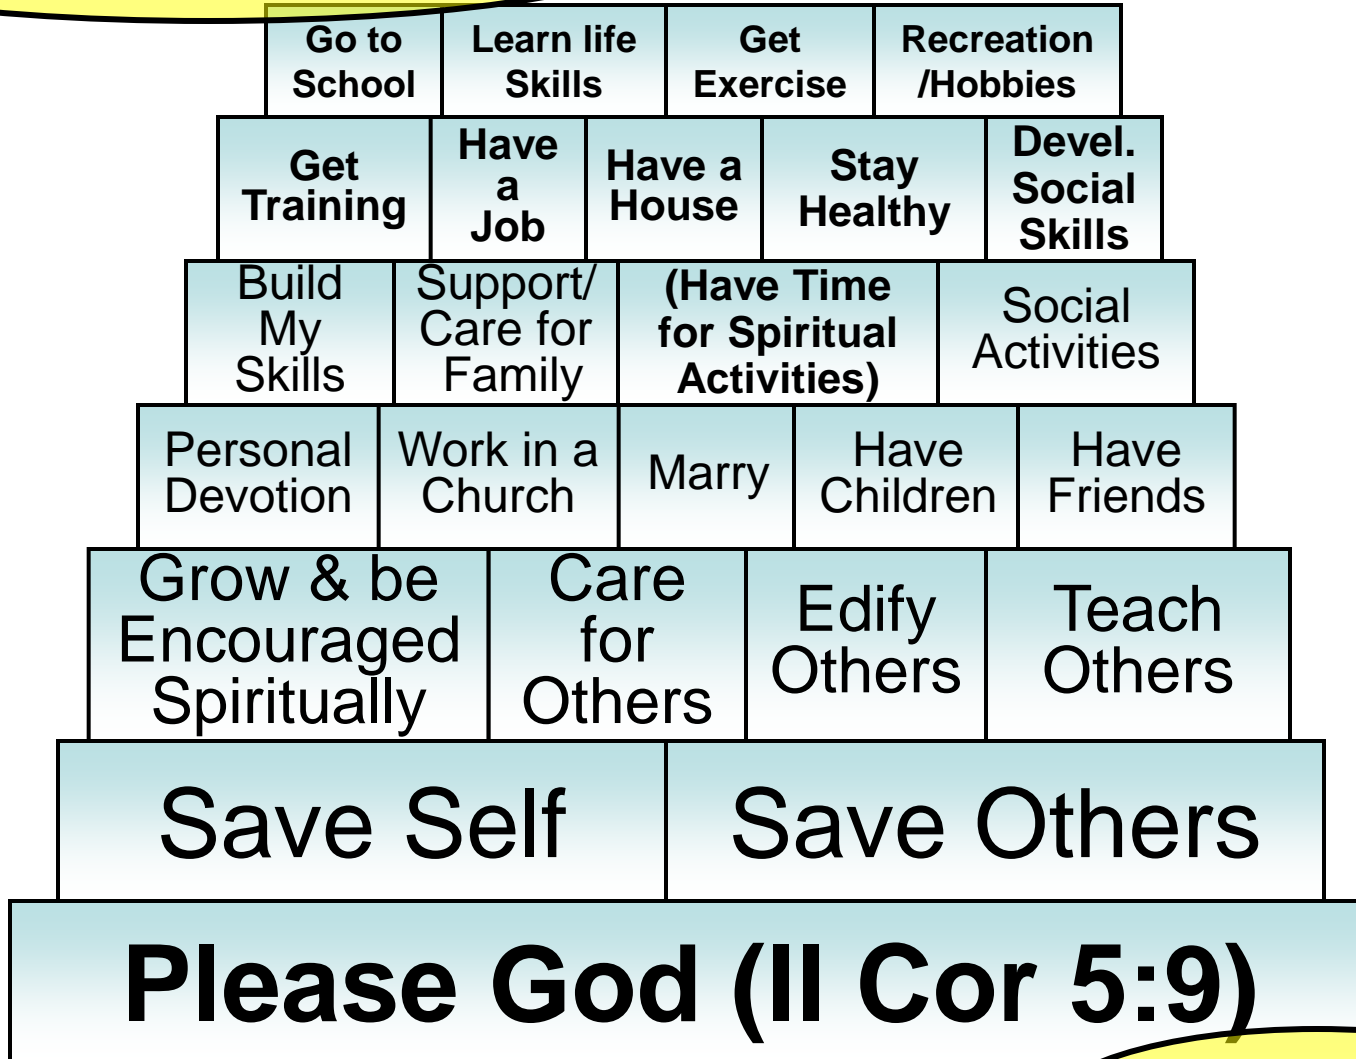 Go to
School
Learn life
Skills
Get
Exercise
Recreation
/Hobbies
Get
Training
Have
a
Job
Have a
House
Stay
Healthy
Devel.
Social
Skills
Build
My
Skills
Support/
Care for
Family
(Have Time
for Spiritual
Activities)
Social
Activities
Personal
Devotion
Work in a
Church
Marry
Have
Children
Have
Friends
Grow & be
Encouraged
Spiritually
Care
for
Others
Edify
Others
Teach
Others
Save Self
Save Others
Please God (II Cor 5:9)